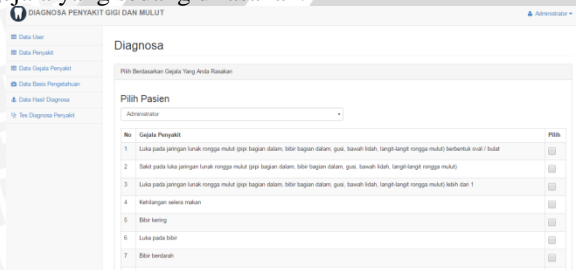 DIAGNOSA PENYAKIT GIGI DAN MULUT
Administrator
Data User
Data Penyakit
Data Gejala Penyakit
Data Basis Pengetahuan
Data Hasil Diagnosa
Tes Diagnosa Penyakit
Diagnosa
Pilih Berdasarkan Gejala Yang Anda Rasakan
Pilih Pasien
Administrator
No Gejala Penyakit Pilih
1 Luka pada jaringan lunak rongga mulut (pipi bagian dalam, bibir bagian dalam, gusi, bawah lidah, langit-langit rongga mulut) berbentuk oval / bulat
2 Sakit pada luka jaringan lunak rongga mulut (pipi bagian dalam, bibir bagian dalam, gusi, bawah lidah, langit-langit rongga mulut)
3 Luka pada jaringan lunak rongga mulut (pipi bagian dalam, bibir bagian dalam, gusi, bawah lidah, langit-langit rongga mulut) lebih dari 1
4 Kehilangan selera makan
5 Bibir kering
6 Luka pada bibir
7 Bibir berdarah